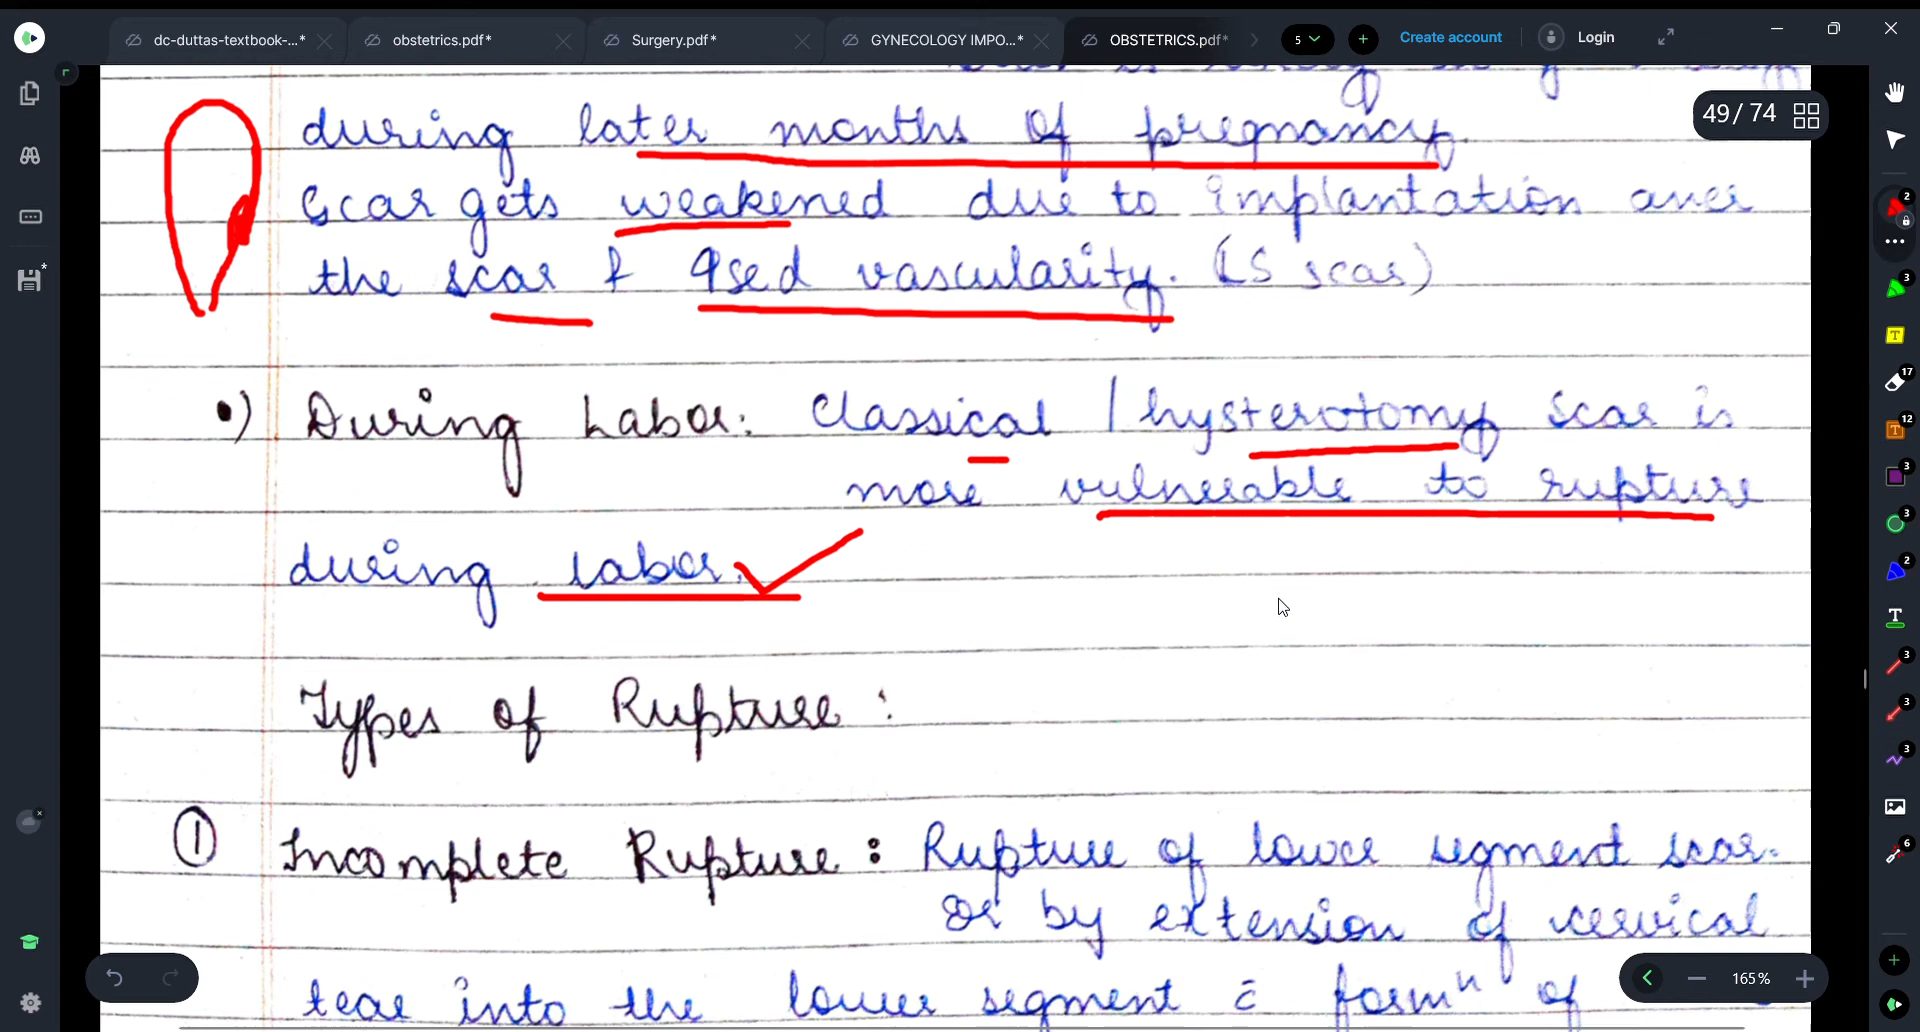 dc-duttas-textbook-...*
obstetrics.pdf*
Surgery.pdf*
GYNECOLOGY IMPO...*
OBSTETRICS.pdf*
5
Create account
Login
49 / 74
during later months of pregnancy.
Scar gets weakened due to implantation over
the scar & ↑sed vascularity. (LS scar)
•) During Labor: Classical / hysterotomy scar is
more vulnerable to rupture
during labor.
Types of Rupture :
① Incomplete Rupture : Rupture of lower segment scar.
or by extension of cervical
tear into the lower segment c̄ formⁿ of
165%